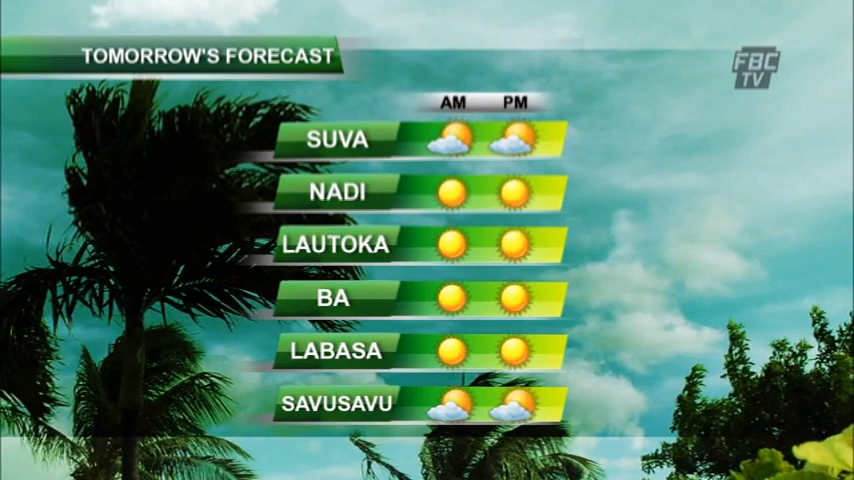 TOMORROW'S FORECAST
FBC
TV
AM PM
SUVA
NADI
LAUTOKA
BA
LABASA
SAVUSAVU